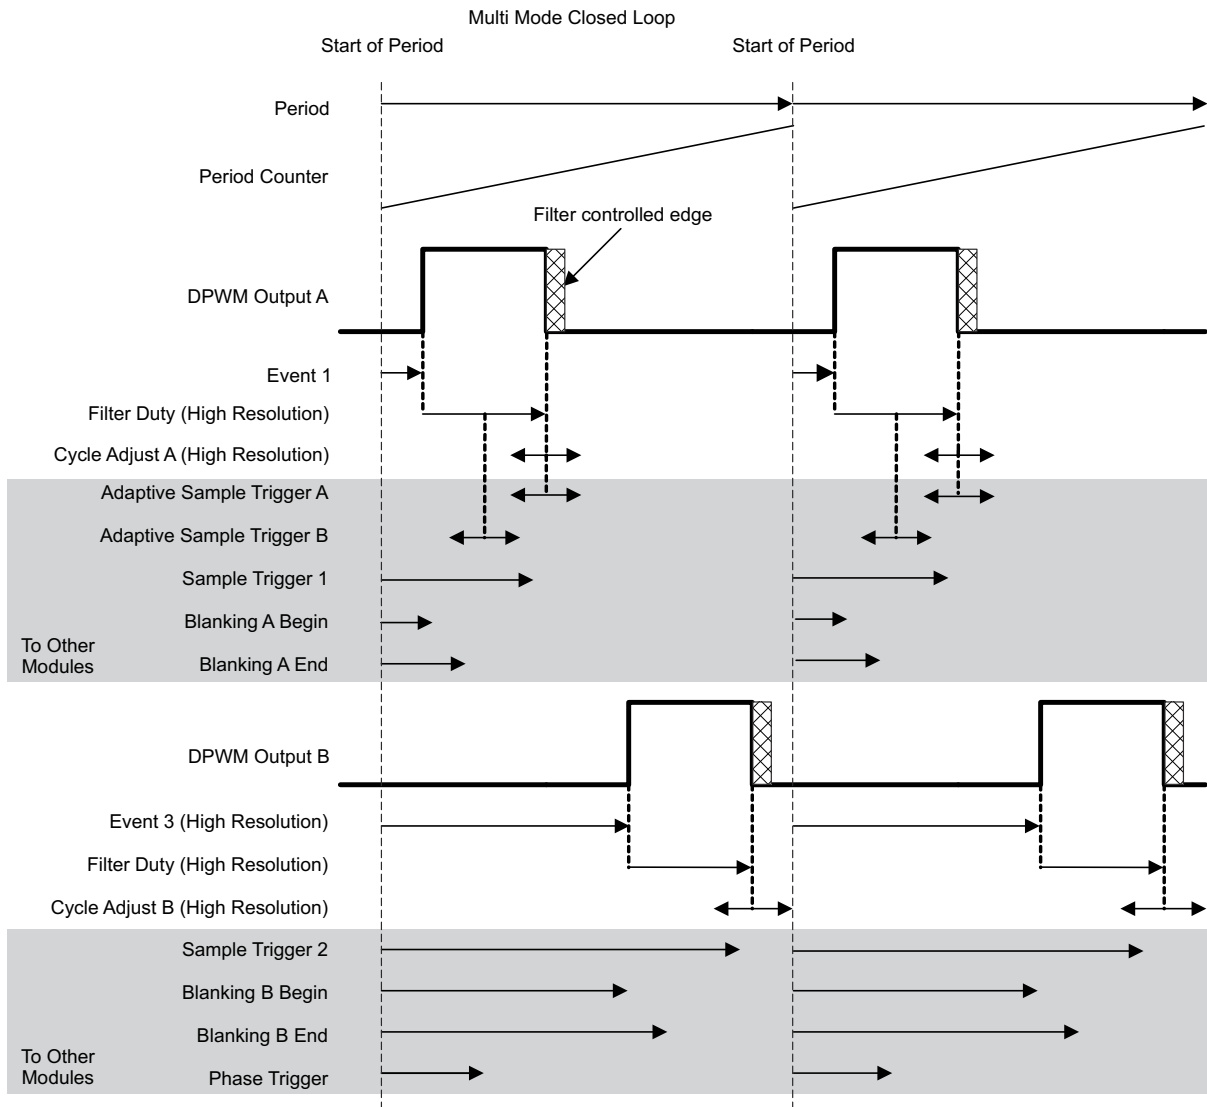 Multi Mode Closed Loop
Start of Period
Start of Period
Period
Period Counter
Filter controlled edge
DPWM Output A
Event 1
Filter Duty (High Resolution)
Cycle Adjust A (High Resolution)
Adaptive Sample Trigger A
Adaptive Sample Trigger B
Sample Trigger 1
Blanking A Begin
To Other
Modules
Blanking A End
DPWM Output B
Event 3 (High Resolution)
Filter Duty (High Resolution)
Cycle Adjust B (High Resolution)
Sample Trigger 2
Blanking B Begin
Blanking B End
To Other
Modules
Phase Trigger